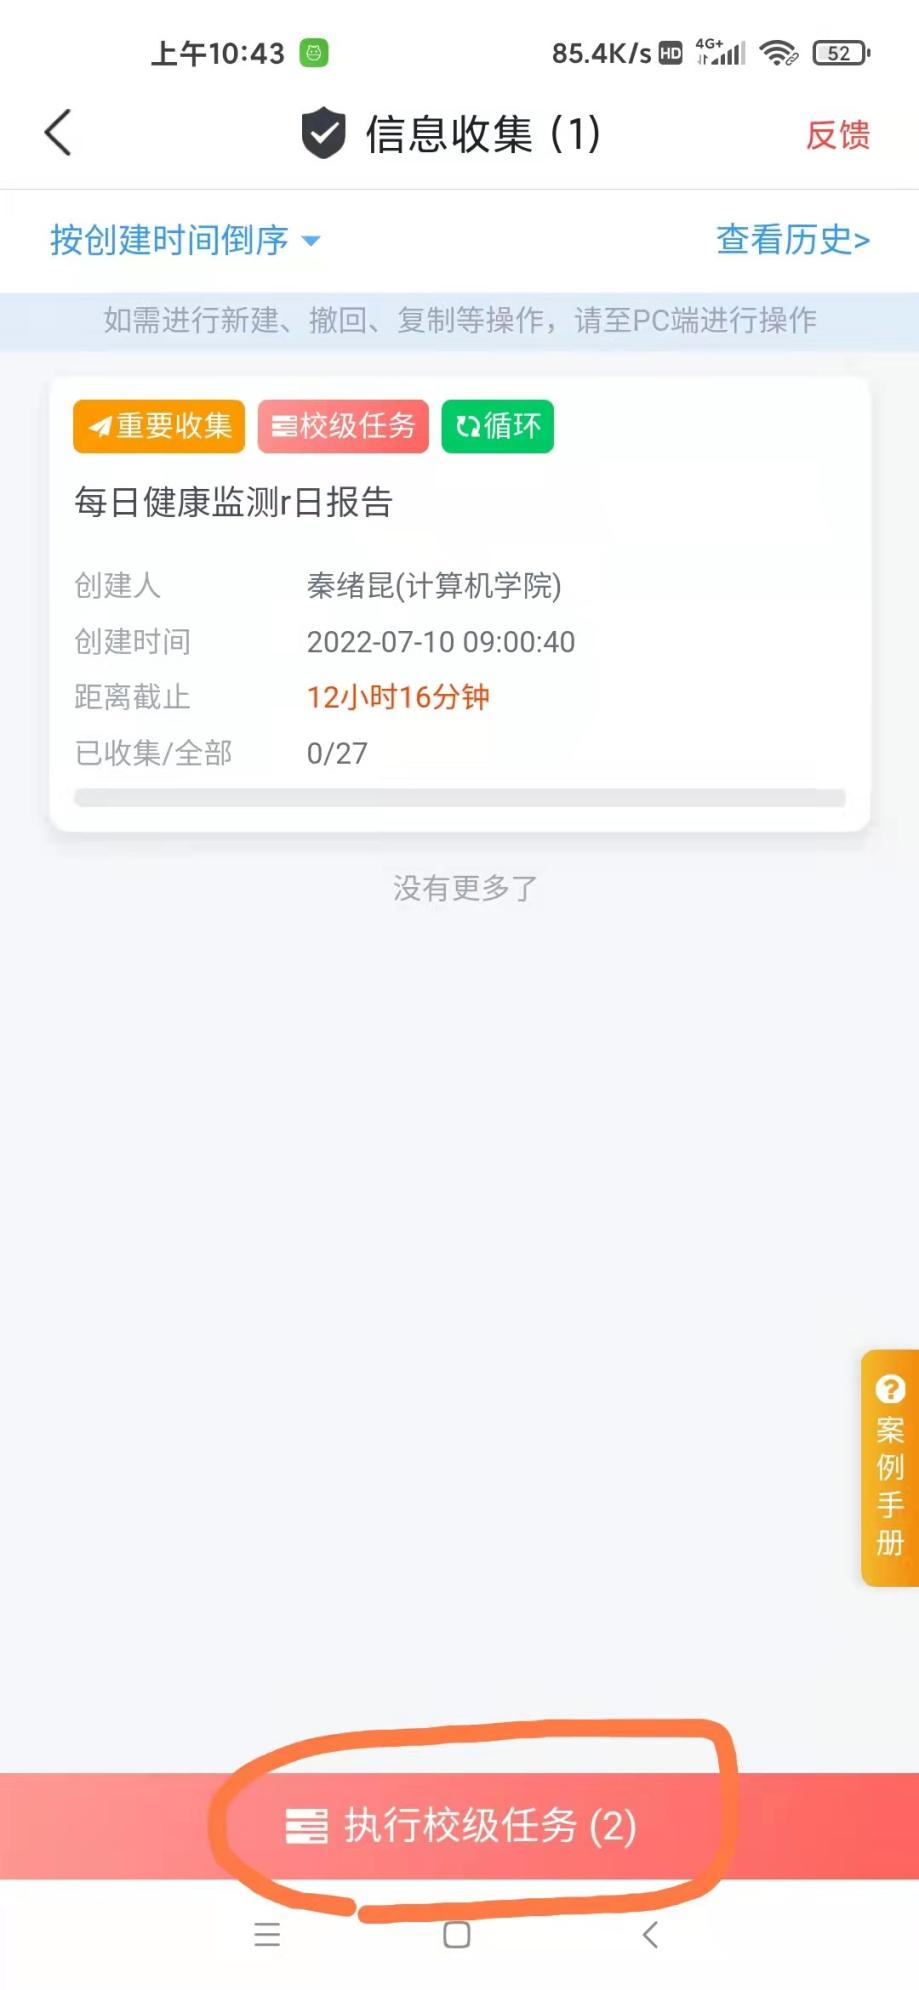 上午10:43 85.4K/s HD 4G+ 52
信息收集 (1) 反馈
按创建时间倒序 查看历史>
如需进行新建、撤回、复制等操作，请至PC端进行操作
重要收集 校级任务 循环
每日健康监测r日报告
创建人 秦绪昆(计算机学院)
创建时间 2022-07-10 09:00:40
距离截止 12小时16分钟
已收集/全部 0/27
没有更多了
案例手册
执行校级任务 (2)